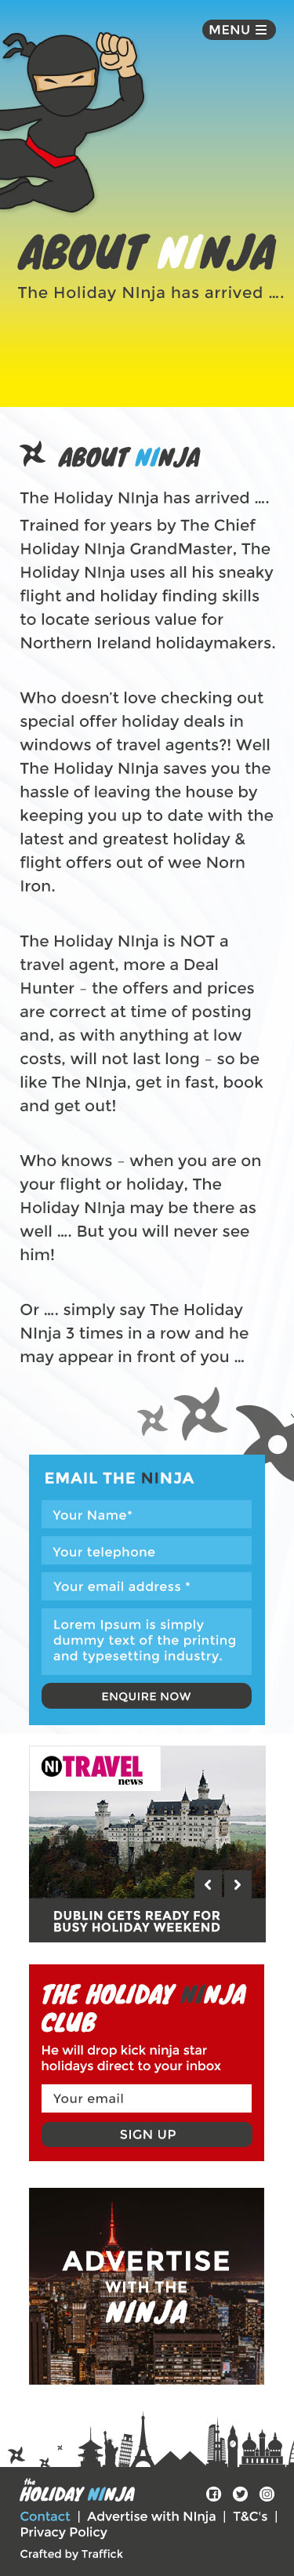 MENU
ABOUT NINJA
The Holiday NInja has arrived ....
ABOUT NINJA
The Holiday NInja has arrived ....
Trained for years by The Chief
Holiday NInja GrandMaster, The
Holiday NInja uses all his sneaky
flight and holiday finding skills
to locate serious value for
Northern Ireland holidaymakers.
Who doesn’t love checking out
special offer holiday deals in
windows of travel agents?! Well
The Holiday NInja saves you the
hassle of leaving the house by
keeping you up to date with the
latest and greatest holiday &
flight offers out of wee Norn
Iron.
The Holiday NInja is NOT a
travel agent, more a Deal
Hunter – the offers and prices
are correct at time of posting
and, as with anything at low
costs, will not last long – so be
like The NInja, get in fast, book
and get out!
Who knows – when you are on
your flight or holiday, The
Holiday NInja may be there as
well .... But you will never see
him!
Or .... simply say The Holiday
NInja 3 times in a row and he
may appear in front of you ...
EMAIL THE NINJA
Your Name*
Your telephone
Your email address *
Lorem Ipsum is simply
dummy text of the printing
and typesetting industry.
ENQUIRE NOW
NI TRAVEL
news
DUBLIN GETS READY FOR
BUSY HOLIDAY WEEKEND
THE HOLIDAY NINJA
CLUB
He will drop kick ninja star
holidays direct to your inbox
Your email
SIGN UP
ADVERTISE
WITH THE
NINJA
the
HOLIDAY NINJA
Contact | Advertise with NInja | T&C's |
Privacy Policy
Crafted by Traffick